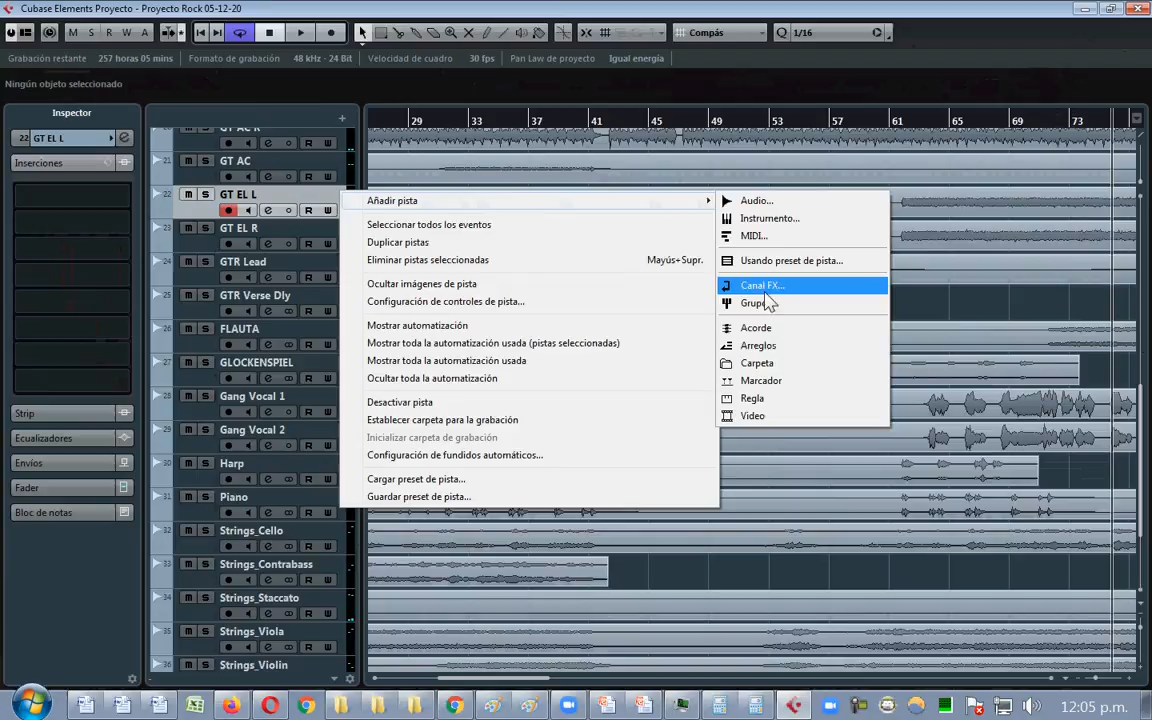 Cubase Elements Proyecto - Proyecto Rock 05-12-20
M S R W A
Compás
Q 1/16
Grabación restante 257 horas 05 mins Formato de grabación 48 kHz - 24 Bit Velocidad de cuadro 30 fps Pan Law de proyecto Igual energía
Ningún objeto seleccionado
Inspector
22 GT EL L
Inserciones
Strip
Ecualizadores
Envíos
Fader
Bloc de notas
29 33 37 41 45 49 53 57 61 65 69 73
GT AC R
21 GT AC
22 GT EL L
23 GT EL R
24 GTR Lead
25 GTR Verse Dly
26 FLAUTA
27 GLOCKENSPIEL
28 Gang Vocal 1
29 Gang Vocal 2
30 Harp
31 Piano
32 Strings_Cello
33 Strings_Contrabass
34 Strings_Staccato
35 Strings_Viola
36 Strings_Violin
Añadir pista
Seleccionar todos los eventos
Duplicar pistas
Eliminar pistas seleccionadas Mayús+Supr.
Ocultar imágenes de pista
Configuración de controles de pista...
Mostrar automatización
Mostrar toda la automatización usada (pistas seleccionadas)
Mostrar toda la automatización usada
Ocultar toda la automatización
Desactivar pista
Establecer carpeta para la grabación
Inicializar carpeta de grabación
Configuración de fundidos automáticos...
Cargar preset de pista...
Guardar preset de pista...
Audio...
Instrumento...
MIDI...
Usando preset de pista...
Canal FX...
Acorde
Arreglos
Carpeta
Marcador
Regla
Video
12:05 p.m.